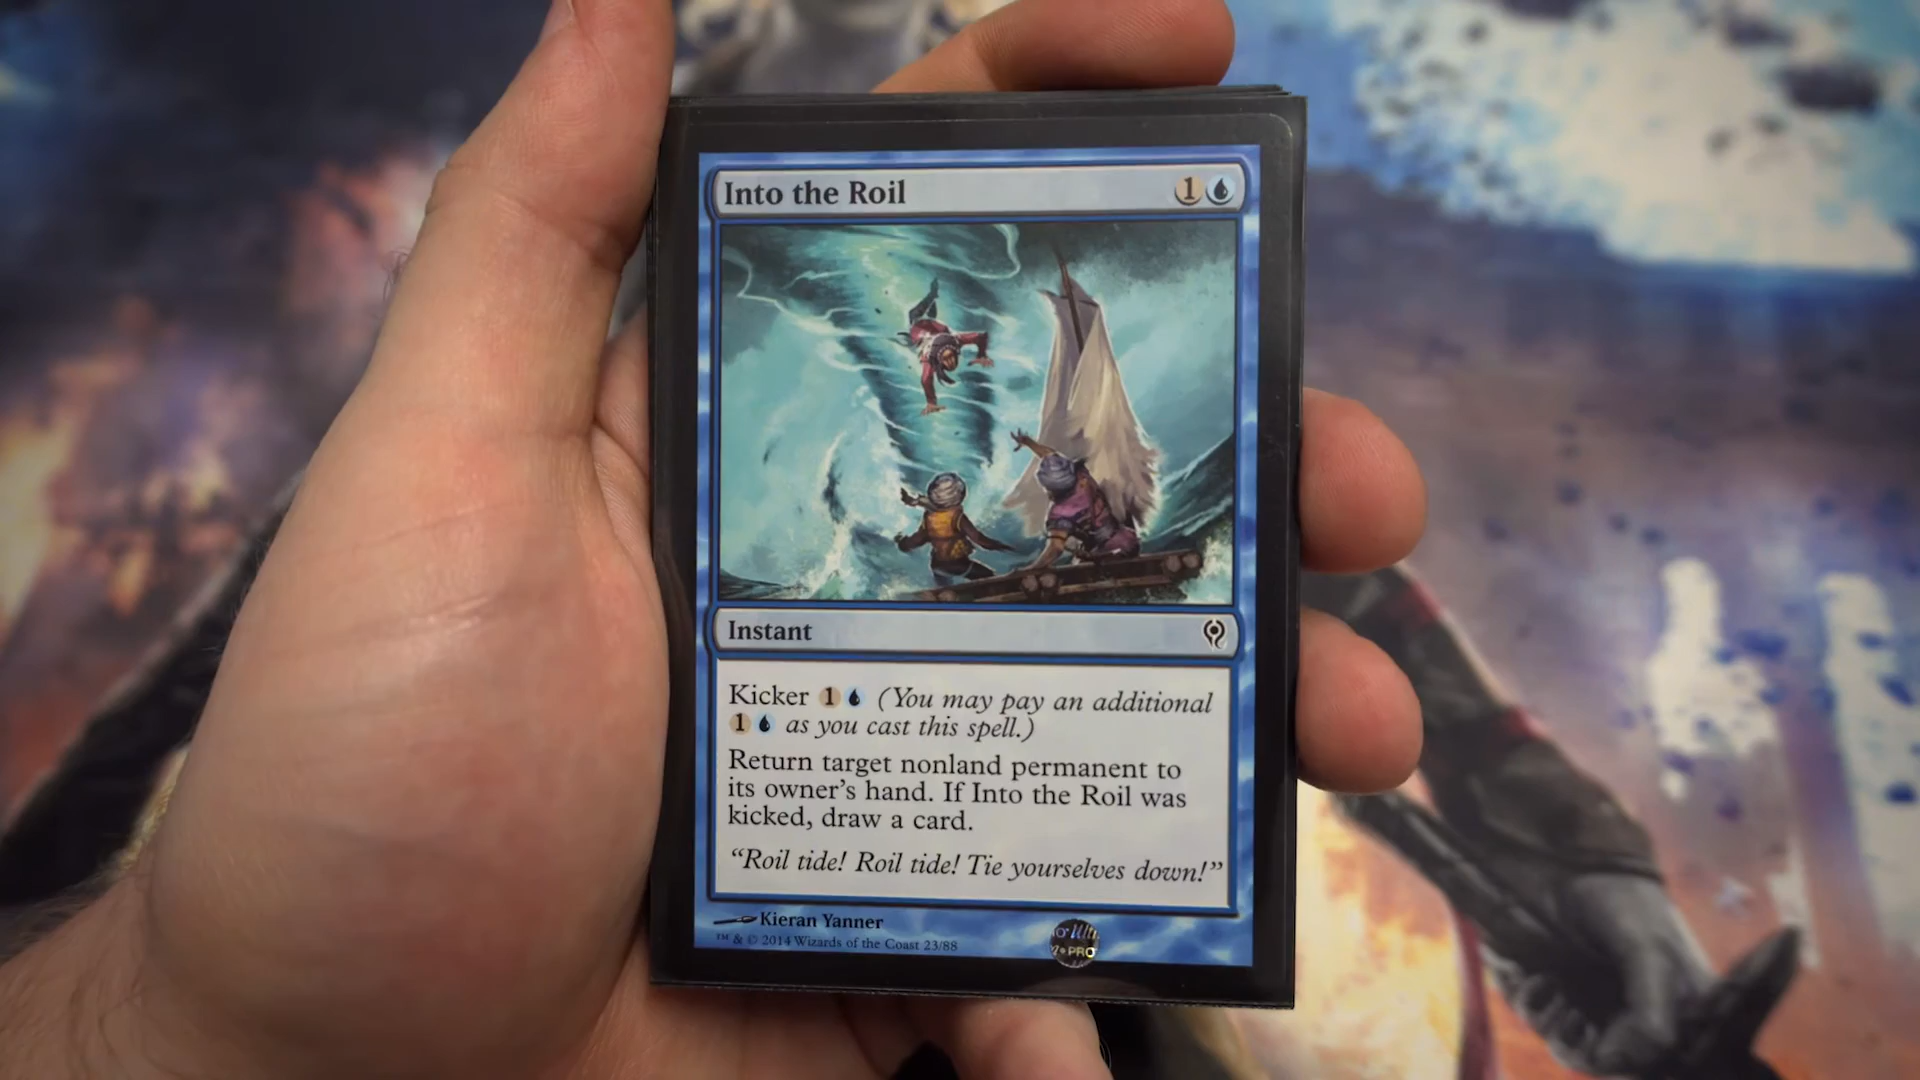 Into the Roil 1
Instant
Kicker 1 (You may pay an additional
1 as you cast this spell.)
Return target nonland permanent to
its owner's hand. If Into the Roil was
kicked, draw a card.
“Roil tide! Roil tide! Tie yourselves down!”
Kieran Yanner
™ & © 2014 Wizards of the Coast 23/88
PRO